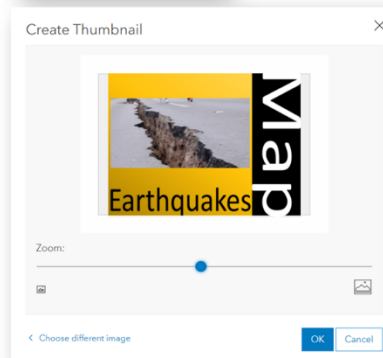 Create Thumbnail
Map
Earthquakes
Zoom:
Choose different image
OK
Cancel